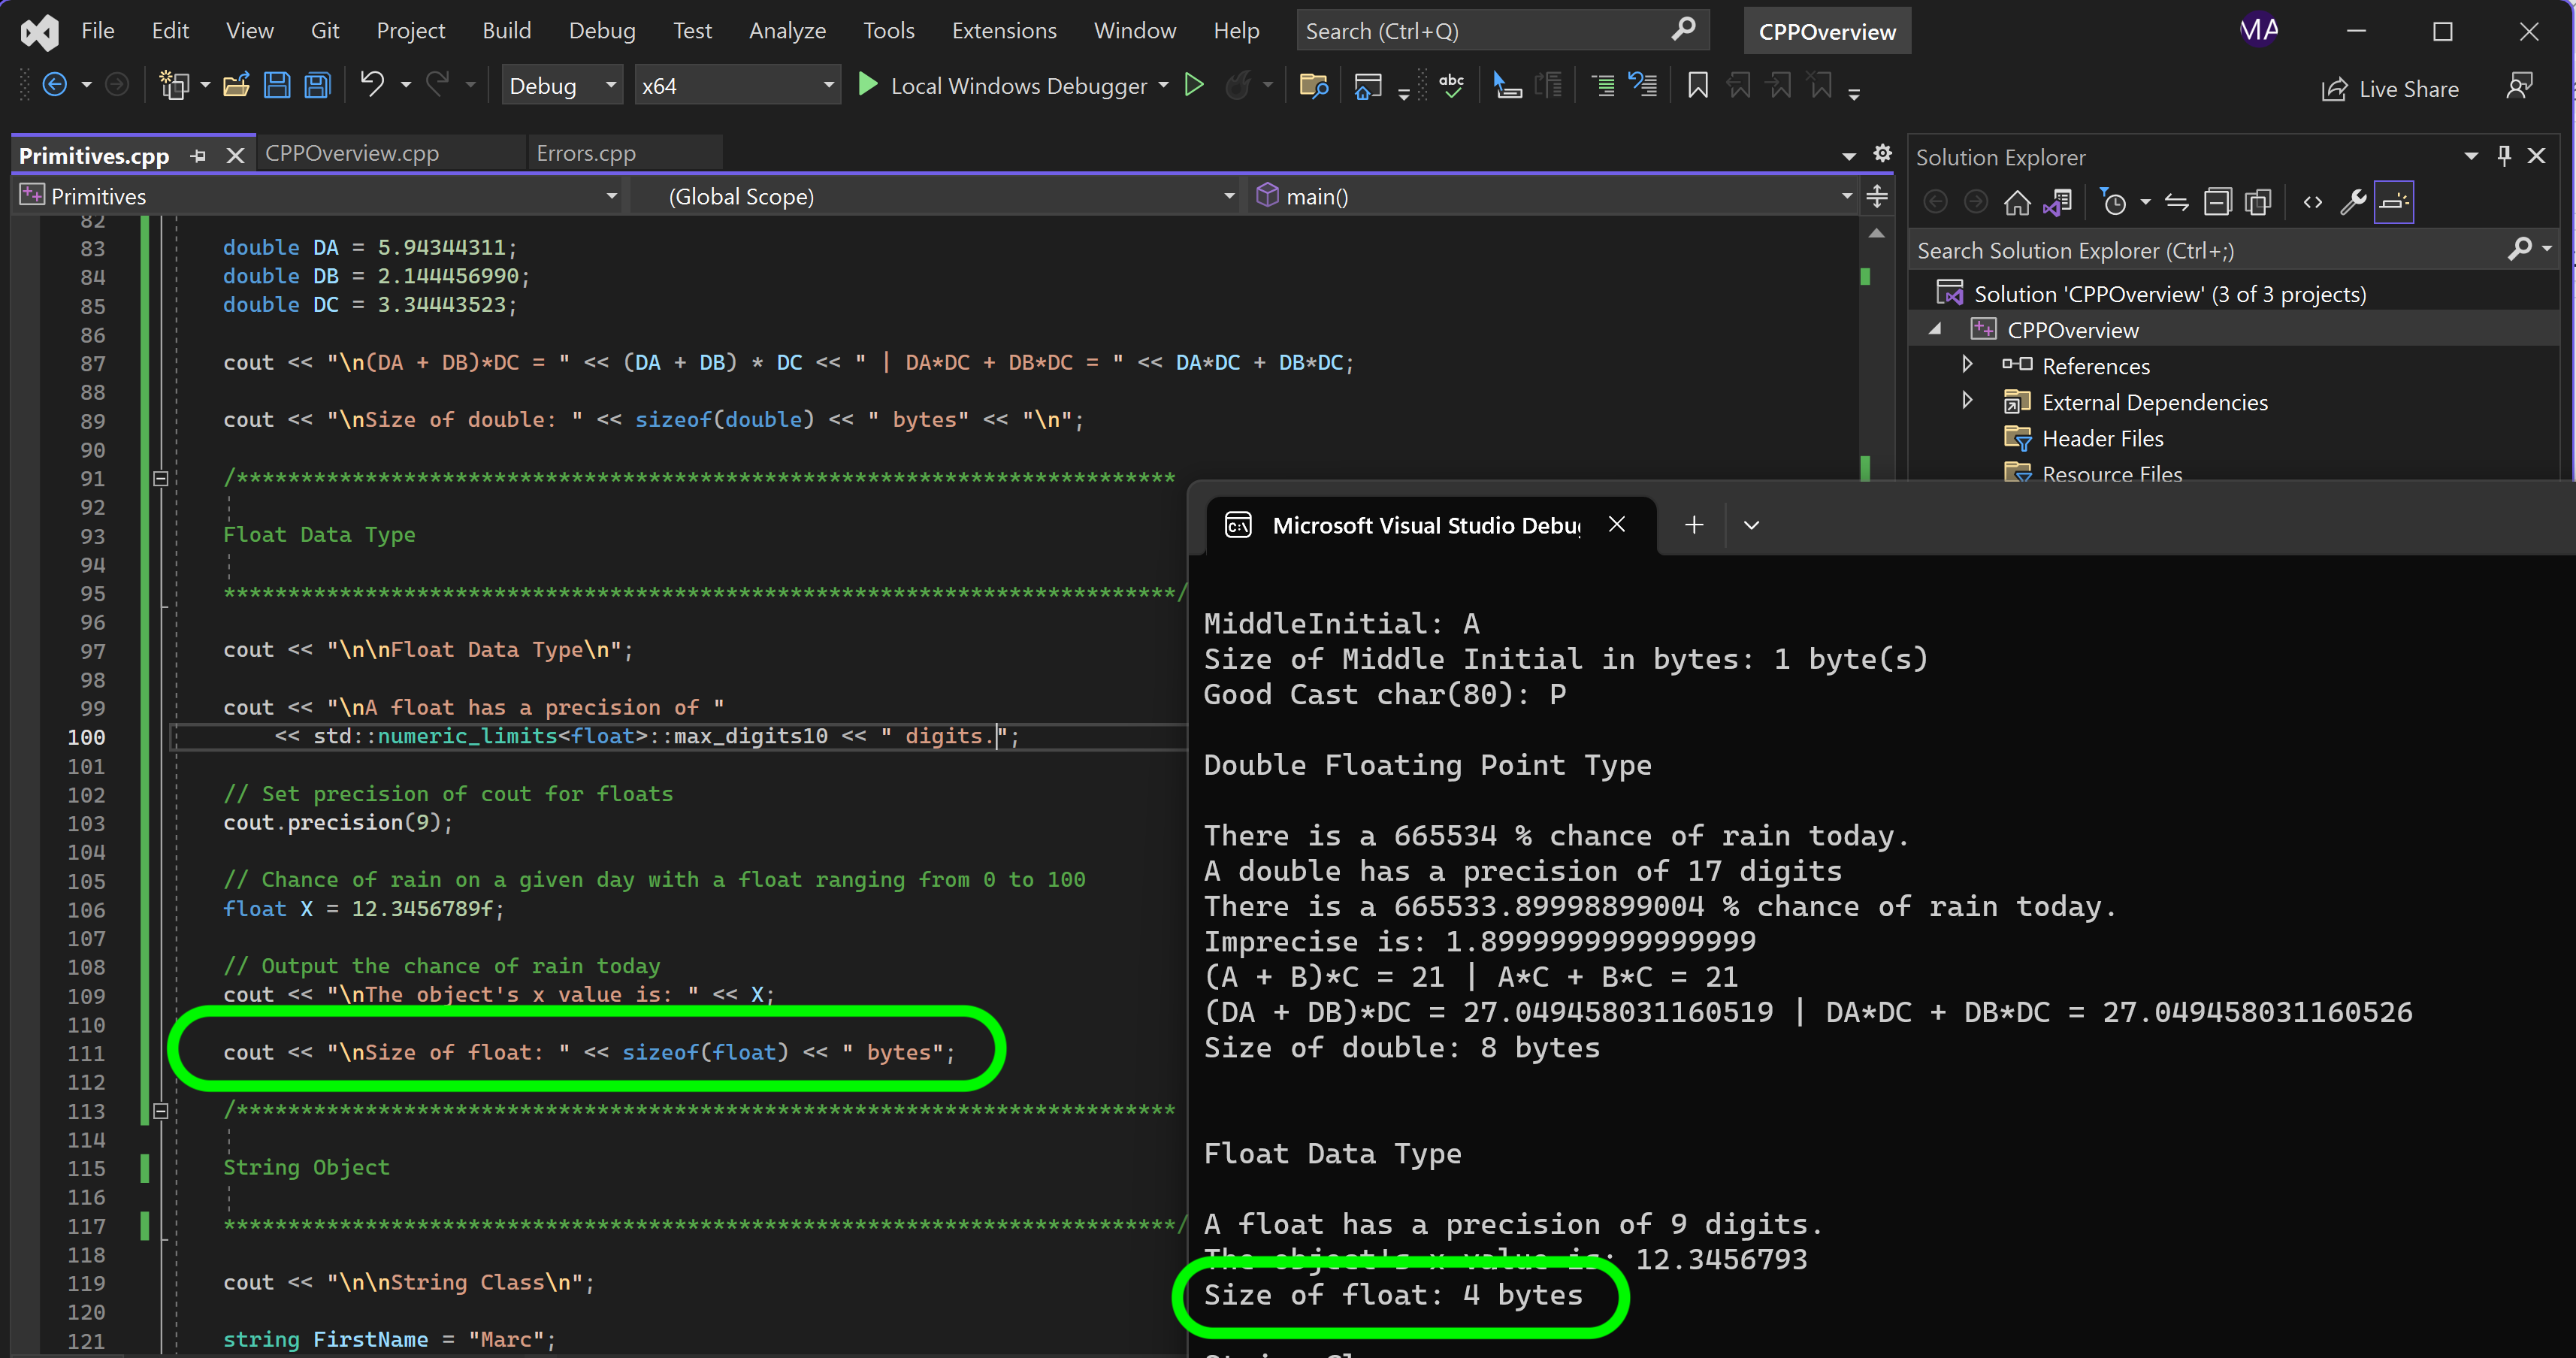 File Edit View Git Project Build Debug Test Analyze Tools Extensions Window Help Search (Ctrl+Q) CPPOverview MA
Debug x64 Local Windows Debugger abc Live Share
Primitives.cpp CPPOverview.cpp Errors.cpp
Primitives (Global Scope) main()
82
83 double DA = 5.94344311;
84 double DB = 2.144456990;
85 double DC = 3.34443523;
86
87 cout << "\n(DA + DB)*DC = " << (DA + DB) * DC << " | DA*DC + DB*DC = " << DA*DC + DB*DC;
88
89 cout << "\nSize of double: " << sizeof(double) << " bytes" << "\n";
90
91 /*************************************************************************
92
93 Float Data Type
94
95 **************************************************************************/
96
97 cout << "\n\nFloat Data Type\n";
98
99 cout << "\nA float has a precision of "
100 << std::numeric_limits<float>::max_digits10 << " digits.";
101
102 // Set precision of cout for floats
103 cout.precision(9);
104
105 // Chance of rain on a given day with a float ranging from 0 to 100
106 float X = 12.3456789f;
107
108 // Output the chance of rain today
109 cout << "\nThe object's x value is: " << X;
110
111 cout << "\nSize of float: " << sizeof(float) << " bytes";
112
113 /*************************************************************************
114
115 String Object
116
117 **************************************************************************/
118
119 cout << "\n\nString Class\n";
120
121 string FirstName = "Marc";
Solution Explorer
Search Solution Explorer (Ctrl+;)
Solution 'CPPOverview' (3 of 3 projects)
CPPOverview
References
External Dependencies
Header Files
Resource Files
Microsoft Visual Studio Debu
MiddleInitial: A
Size of Middle Initial in bytes: 1 byte(s)
Good Cast char(80): P
Double Floating Point Type
There is a 665534 % chance of rain today.
A double has a precision of 17 digits
There is a 665533.89998899004 % chance of rain today.
Imprecise is: 1.8999999999999999
(A + B)*C = 21 | A*C + B*C = 21
(DA + DB)*DC = 27.049458031160519 | DA*DC + DB*DC = 27.049458031160526
Size of double: 8 bytes
Float Data Type
A float has a precision of 9 digits.
The object's x value is: 12.3456793
Size of float: 4 bytes